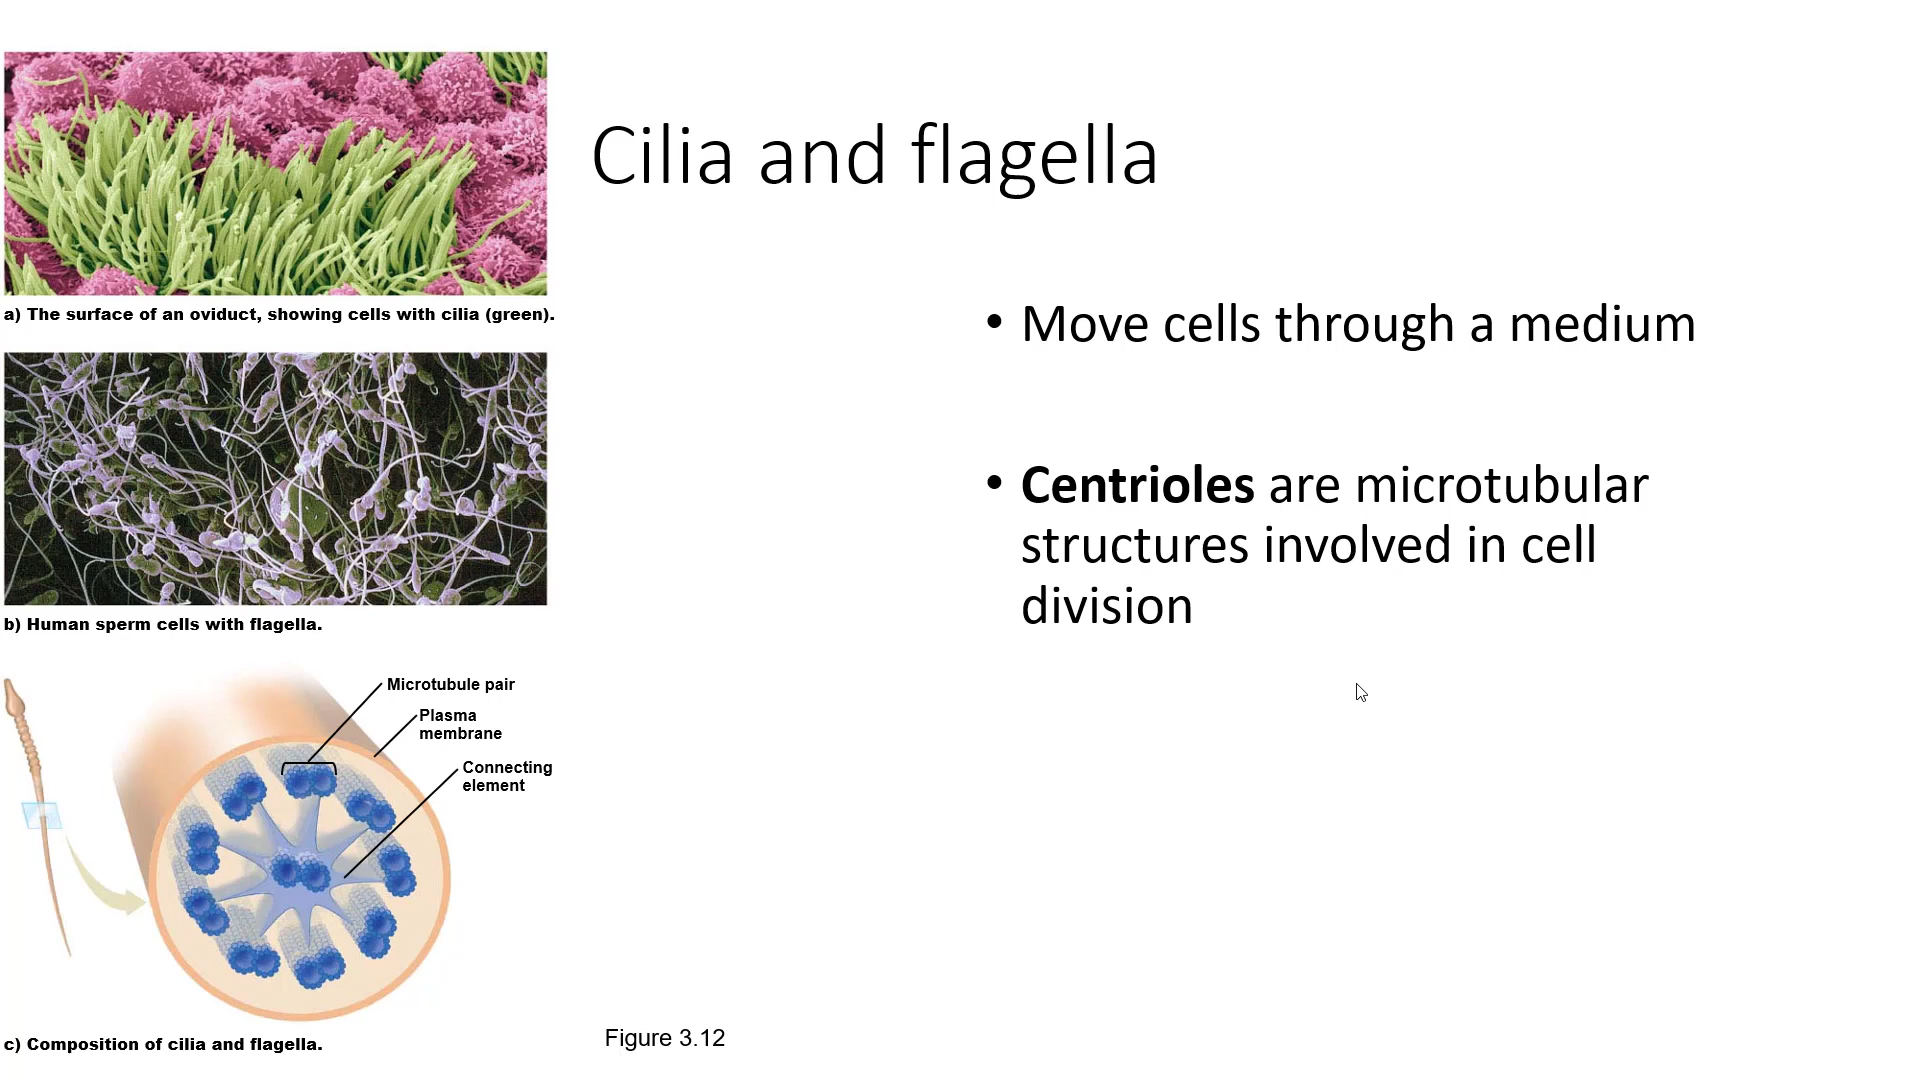 Cilia and flagella
a) The surface of an oviduct, showing cells with cilia (green).
b) Human sperm cells with flagella.
Microtubule pair
Plasma
membrane
Connecting
element
c) Composition of cilia and flagella.
• Move cells through a medium
• Centrioles are microtubular
structures involved in cell
division
Figure 3.12